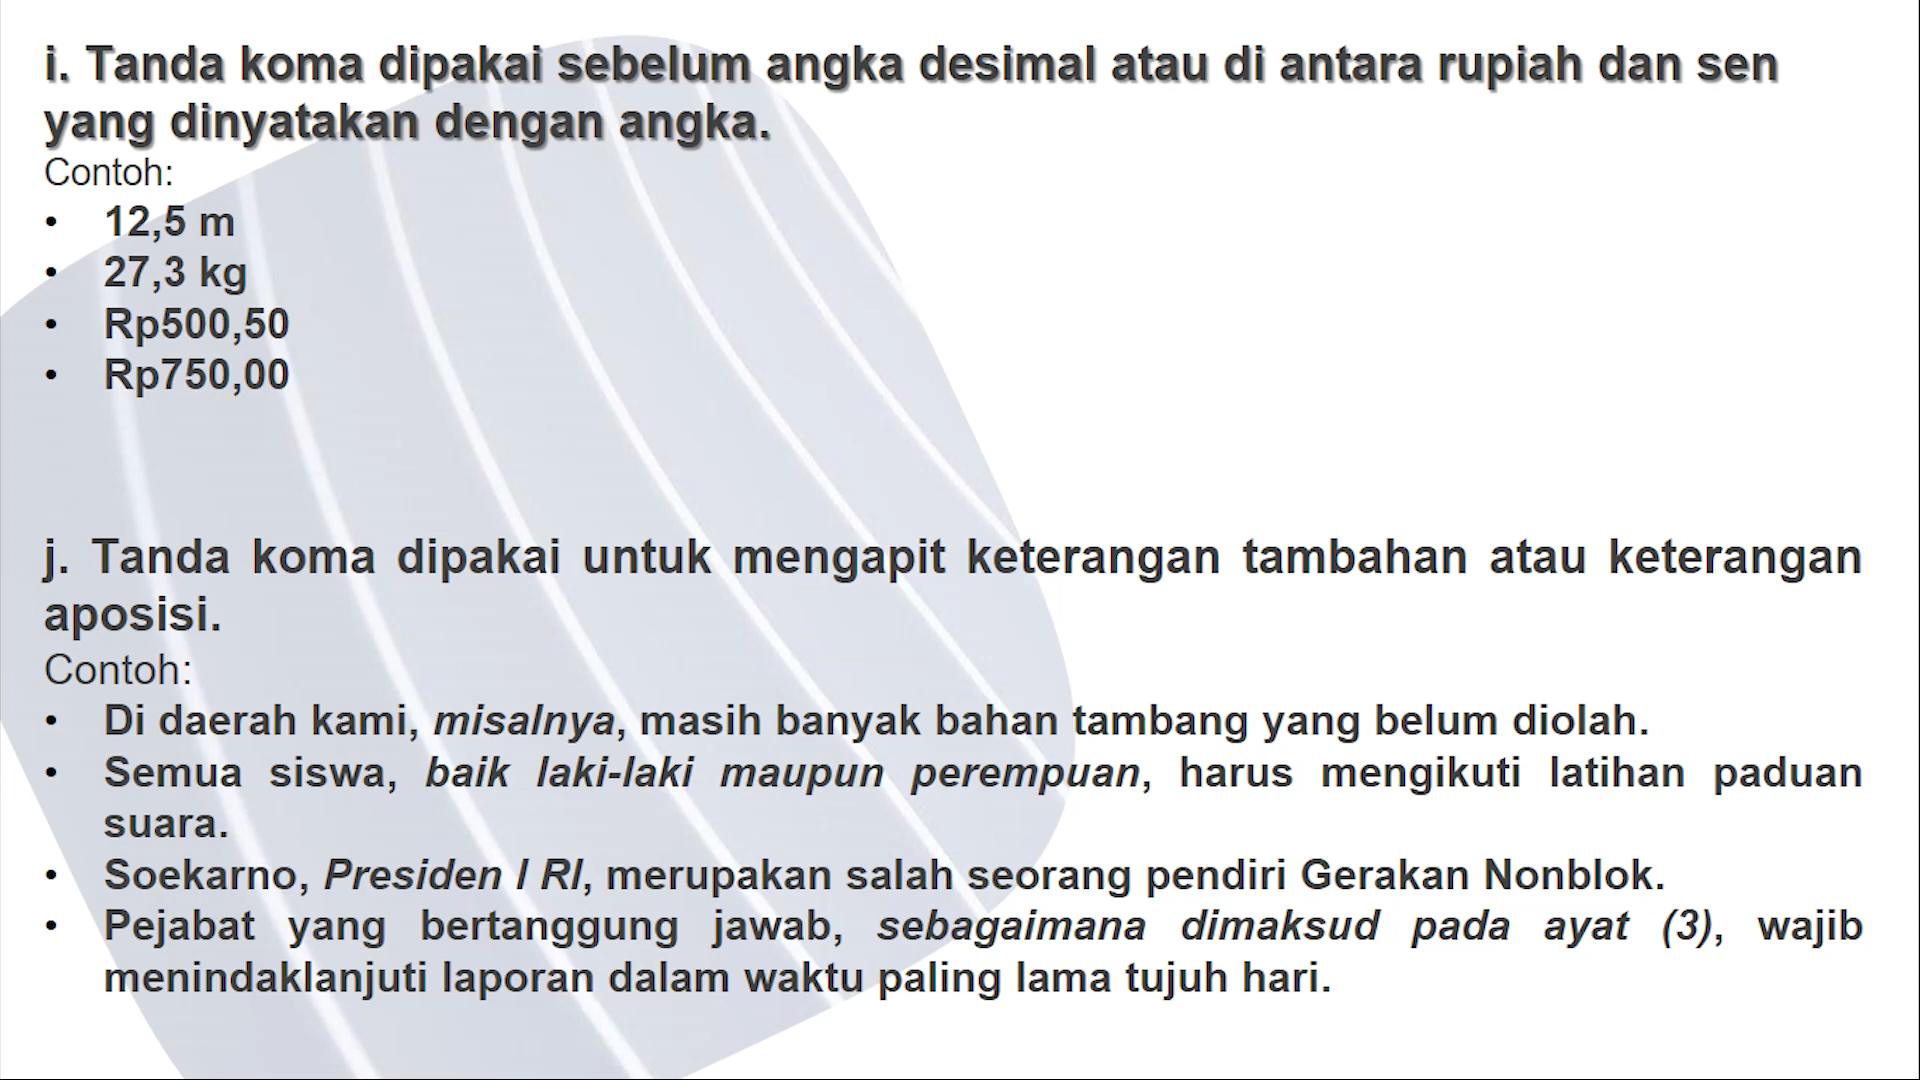 i. Tanda koma dipakai sebelum angka desimal atau di antara rupiah dan sen
yang dinyatakan dengan angka.
Contoh:
• 12,5 m
• 27,3 kg
• Rp500,50
• Rp750,00
j. Tanda koma dipakai untuk mengapit keterangan tambahan atau keterangan
aposisi.
Contoh:
• Di daerah kami, misalnya, masih banyak bahan tambang yang belum diolah.
• Semua siswa, baik laki-laki maupun perempuan, harus mengikuti latihan paduan
suara.
• Soekarno, Presiden I RI, merupakan salah seorang pendiri Gerakan Nonblok.
• Pejabat yang bertanggung jawab, sebagaimana dimaksud pada ayat (3), wajib
menindaklanjuti laporan dalam waktu paling lama tujuh hari.